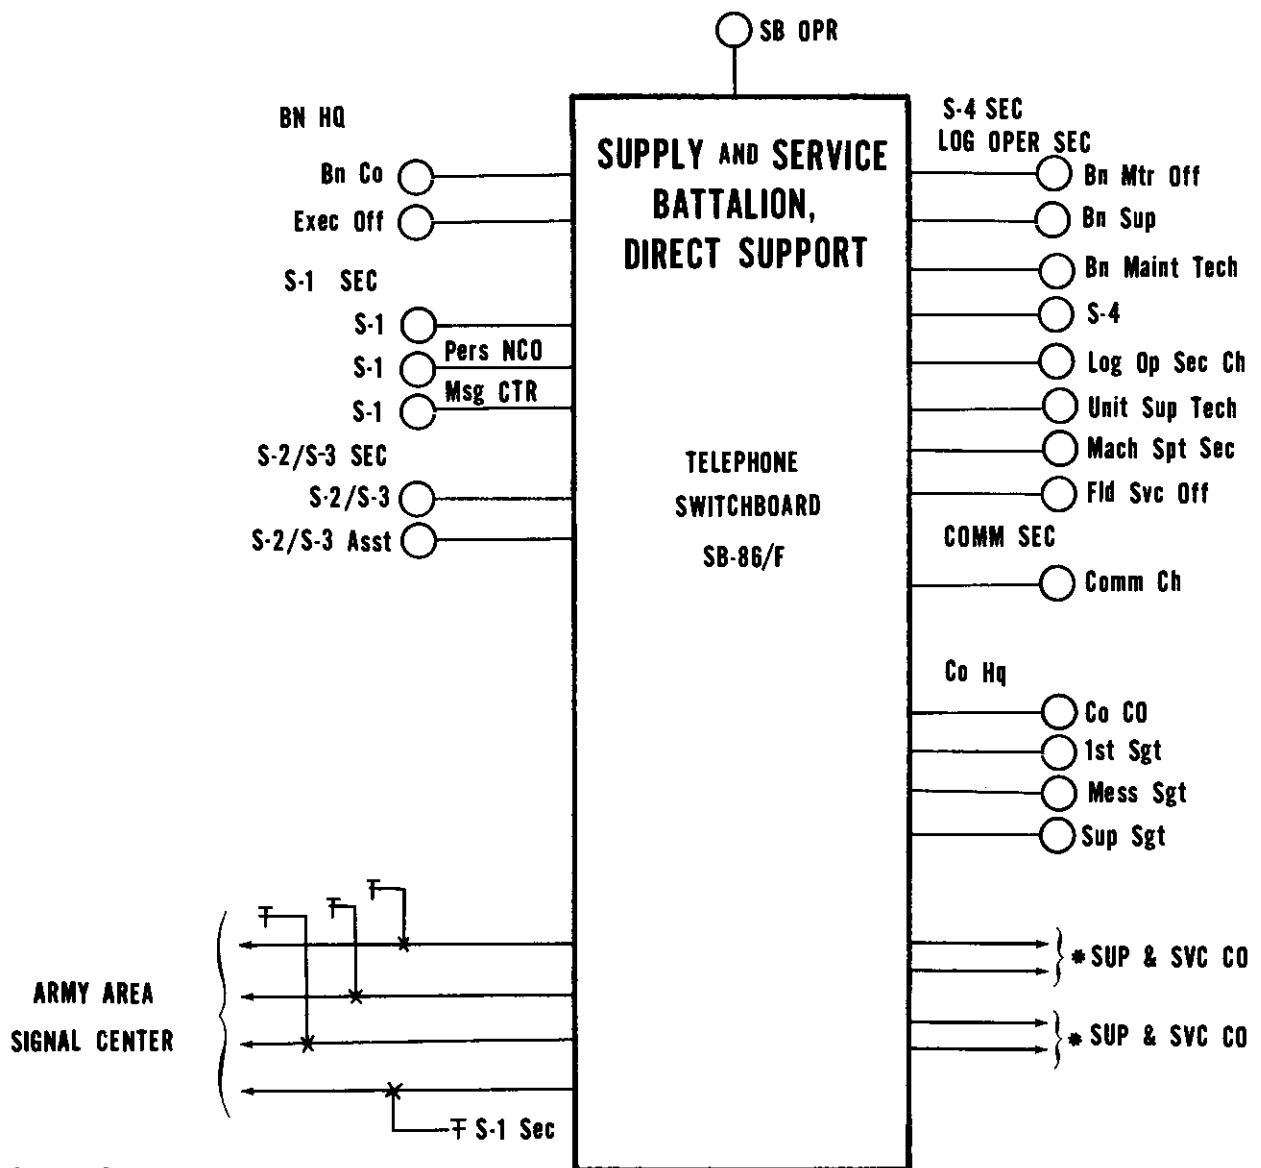 SB OPR
BN HQ
Bn Co
Exec Off
S-1 SEC
S-1
S-1 Pers NCO
S-1 Msg CTR
S-2/S-3 SEC
S-2/S-3
S-2/S-3 Asst
SUPPLY AND SERVICE
BATTALION,
DIRECT SUPPORT
TELEPHONE
SWITCHBOARD
SB-86/F
S-4 SEC
LOG OPER SEC
Bn Mtr Off
Bn Sup
Bn Maint Tech
S-4
Log Op Sec Ch
Unit Sup Tech
Mach Spt Sec
Fld Svc Off
COMM SEC
Comm Ch
Co Hq
Co CO
1st Sgt
Mess Sgt
Sup Sgt
ARMY AREA
SIGNAL CENTER
T
T
T
T S-1 Sec
* SUP & SVC CO
* SUP & SVC CO